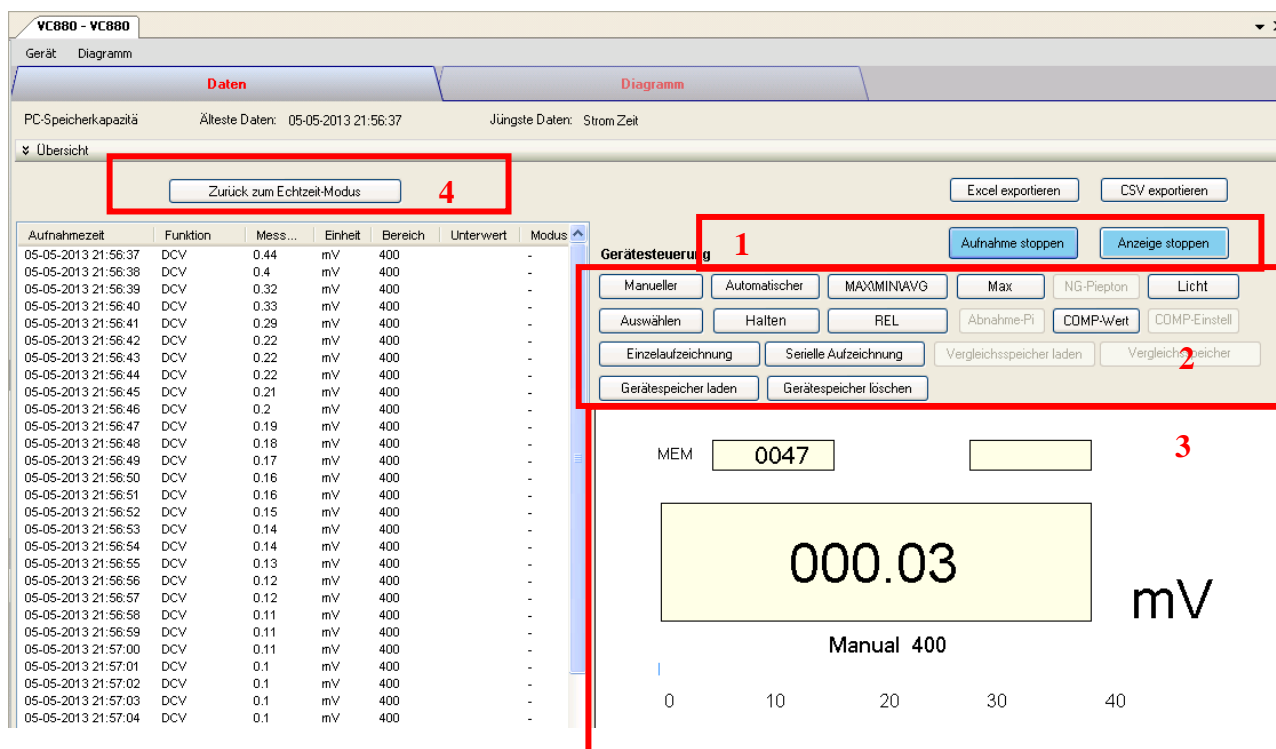 VC880 - VC880
Gerät Diagramm
Daten Diagramm
PC-Speicherkapazitä Älteste Daten: 05-05-2013 21:56:37 Jüngste Daten: Strom Zeit
Übersicht
Zurück zum Echtzeit-Modus 4 Excel exportieren CSV exportieren
Aufnahmezeit Funktion Mess... Einheit Bereich Unterwert Modus
1 Aufnahme stoppen Anzeige stoppen
Gerätesteuerung
05-05-2013 21:56:37 DCV 0.44 mV 400 -
05-05-2013 21:56:38 DCV 0.4 mV 400 -
05-05-2013 21:56:39 DCV 0.32 mV 400 -
05-05-2013 21:56:40 DCV 0.33 mV 400 -
05-05-2013 21:56:41 DCV 0.29 mV 400 -
05-05-2013 21:56:42 DCV 0.22 mV 400 -
05-05-2013 21:56:43 DCV 0.22 mV 400 -
05-05-2013 21:56:44 DCV 0.22 mV 400 -
05-05-2013 21:56:45 DCV 0.21 mV 400 -
05-05-2013 21:56:46 DCV 0.2 mV 400 -
05-05-2013 21:56:47 DCV 0.19 mV 400 -
05-05-2013 21:56:48 DCV 0.18 mV 400 -
05-05-2013 21:56:49 DCV 0.17 mV 400 -
05-05-2013 21:56:50 DCV 0.16 mV 400 -
05-05-2013 21:56:51 DCV 0.16 mV 400 -
05-05-2013 21:56:52 DCV 0.15 mV 400 -
05-05-2013 21:56:53 DCV 0.14 mV 400 -
05-05-2013 21:56:54 DCV 0.14 mV 400 -
05-05-2013 21:56:55 DCV 0.13 mV 400 -
05-05-2013 21:56:56 DCV 0.12 mV 400 -
05-05-2013 21:56:57 DCV 0.12 mV 400 -
05-05-2013 21:56:58 DCV 0.11 mV 400 -
05-05-2013 21:56:59 DCV 0.11 mV 400 -
05-05-2013 21:57:00 DCV 0.11 mV 400 -
05-05-2013 21:57:01 DCV 0.1 mV 400 -
05-05-2013 21:57:02 DCV 0.1 mV 400 -
05-05-2013 21:57:03 DCV 0.1 mV 400 -
05-05-2013 21:57:04 DCV 0.1 mV 400 -
Manueller Automatischer MAX\MIN\AVG Max NG-Piepton Licht
Auswählen Halten REL Abnahme-Pi COMP-Wert COMP-Einstell
Einzelaufzeichnung Serielle Aufzeichnung Vergleichsspeicher laden Vergleichsspeicher
2
Gerätespeicher laden Gerätespeicher löschen
MEM 0047 3
000.03
mV
Manual 400
0 10 20 30 40